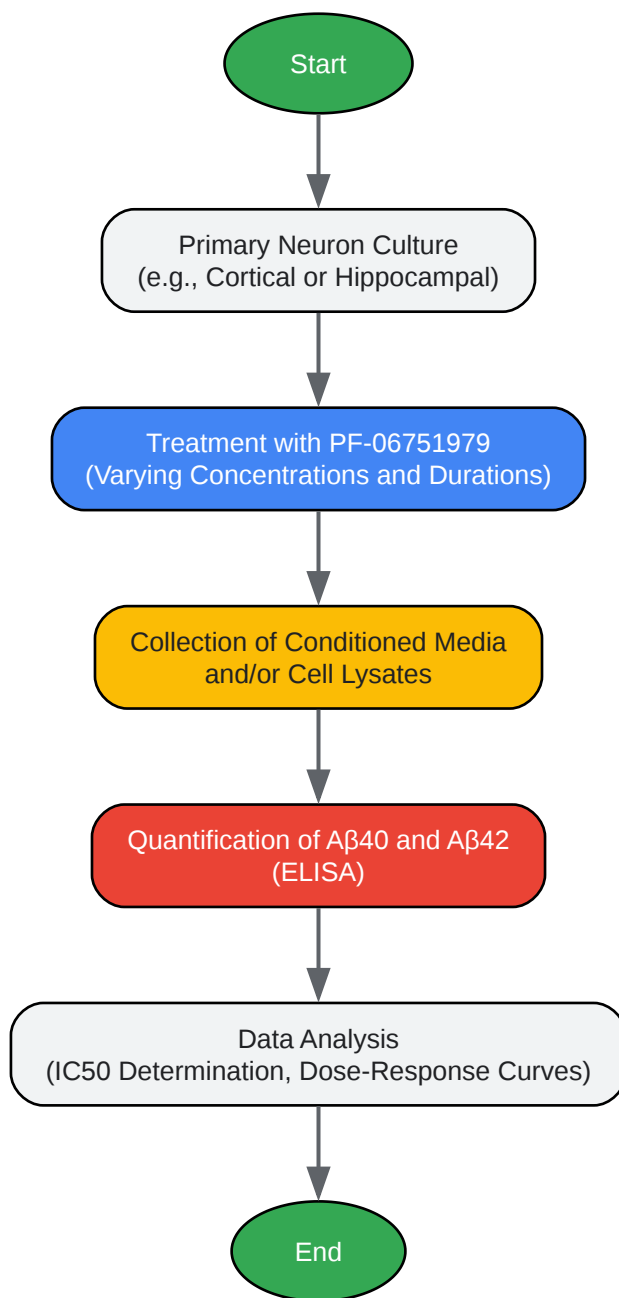 Start
Primary Neuron Culture
(e.g., Cortical or Hippocampal)
Treatment with PF-06751979
(Varying Concentrations and Durations)
Collection of Conditioned Media
and/or Cell Lysates
Quantification of Aβ40 and Aβ42
(ELISA)
Data Analysis
(IC50 Determination, Dose-Response Curves)
End